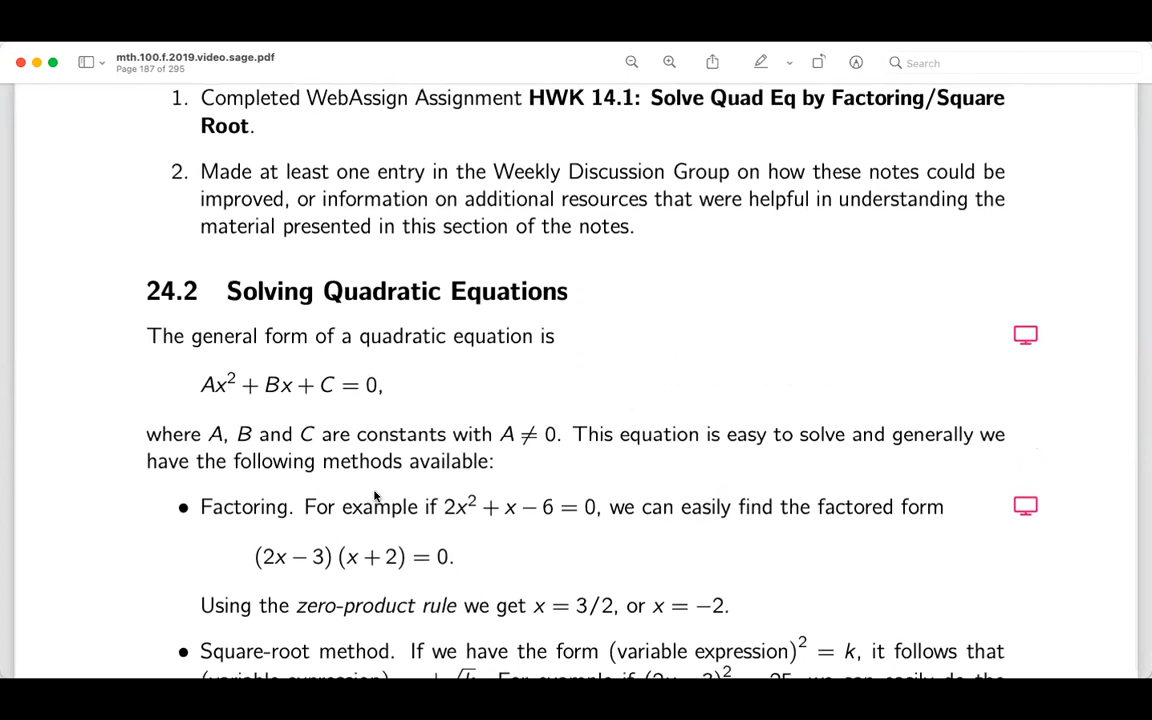 mth.100.f.2019.video.sage.pdf
Page 187 of 295
Search
1. Completed WebAssign Assignment HWK 14.1: Solve Quad Eq by Factoring/Square
Root.
2. Made at least one entry in the Weekly Discussion Group on how these notes could be
improved, or information on additional resources that were helpful in understanding the
material presented in this section of the notes.
24.2 Solving Quadratic Equations
The general form of a quadratic equation is
Ax² + Bx + C = 0,
where A, B and C are constants with A ≠ 0. This equation is easy to solve and generally we
have the following methods available:
• Factoring. For example if 2x² + x − 6 = 0, we can easily find the factored form
(2x − 3) (x + 2) = 0.
Using the zero-product rule we get x = 3/2, or x = −2.
• Square-root method. If we have the form (variable expression)² = k, it follows that